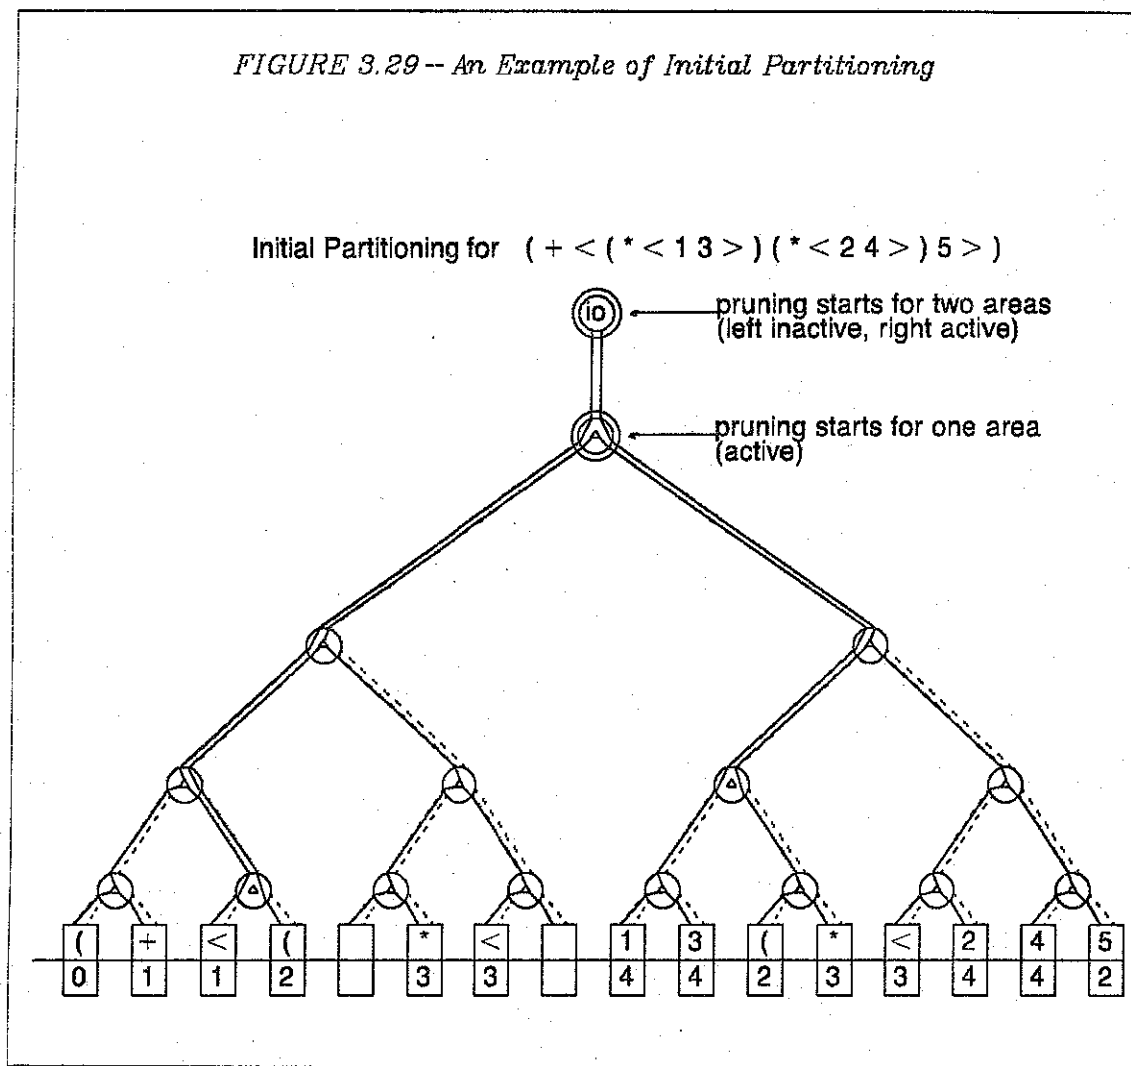 FIGURE 3.29 -- An Example of Initial Partitioning
Initial Partitioning for ( + < ( * < 1 3 > ) ( * < 2 4 > ) 5 > )
io
pruning starts for two areas
(left inactive, right active)
pruning starts for one area
(active)
( + < ( * < 1 3 ( * < 2 4 5
0 1 1 2 3 3 4 4 2 3 3 4 4 2